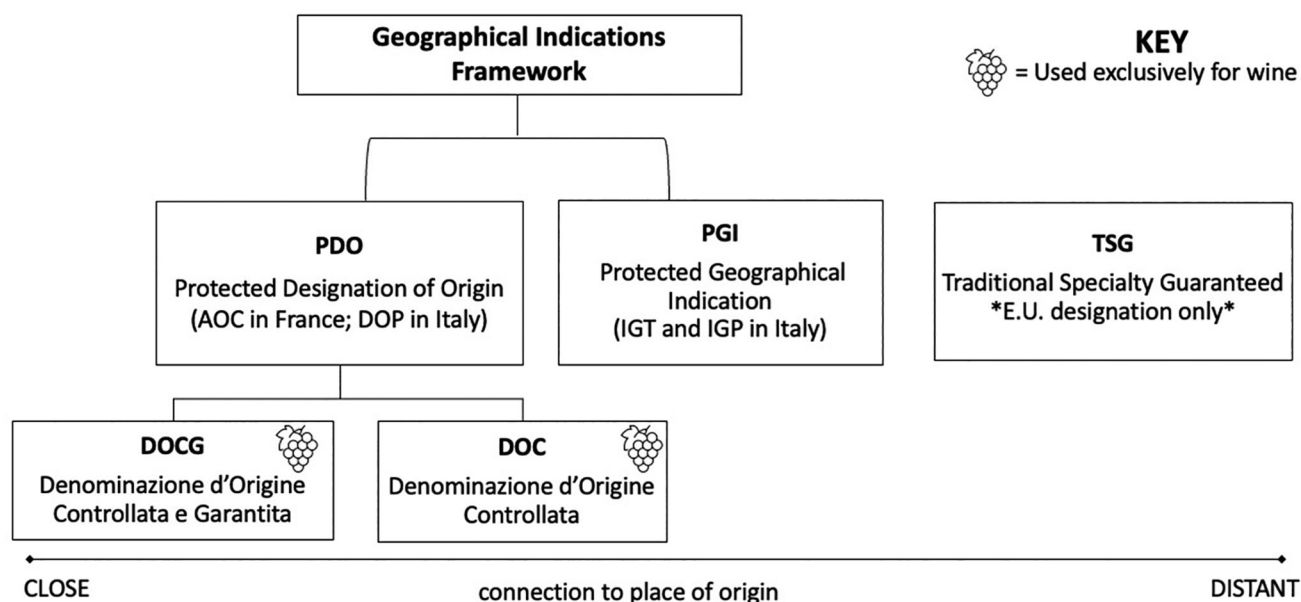 Geographical Indications
Framework
KEY
= Used exclusively for wine
PDO
Protected Designation of Origin
(AOC in France; DOP in Italy)
PGI
Protected Geographical
Indication
(IGT and IGP in Italy)
TSG
Traditional Specialty Guaranteed
*E.U. designation only*
DOCG
Denominazione d’Origine
Controllata e Garantita
DOC
Denominazione d’Origine
Controllata
CLOSE
connection to place of origin
DISTANT